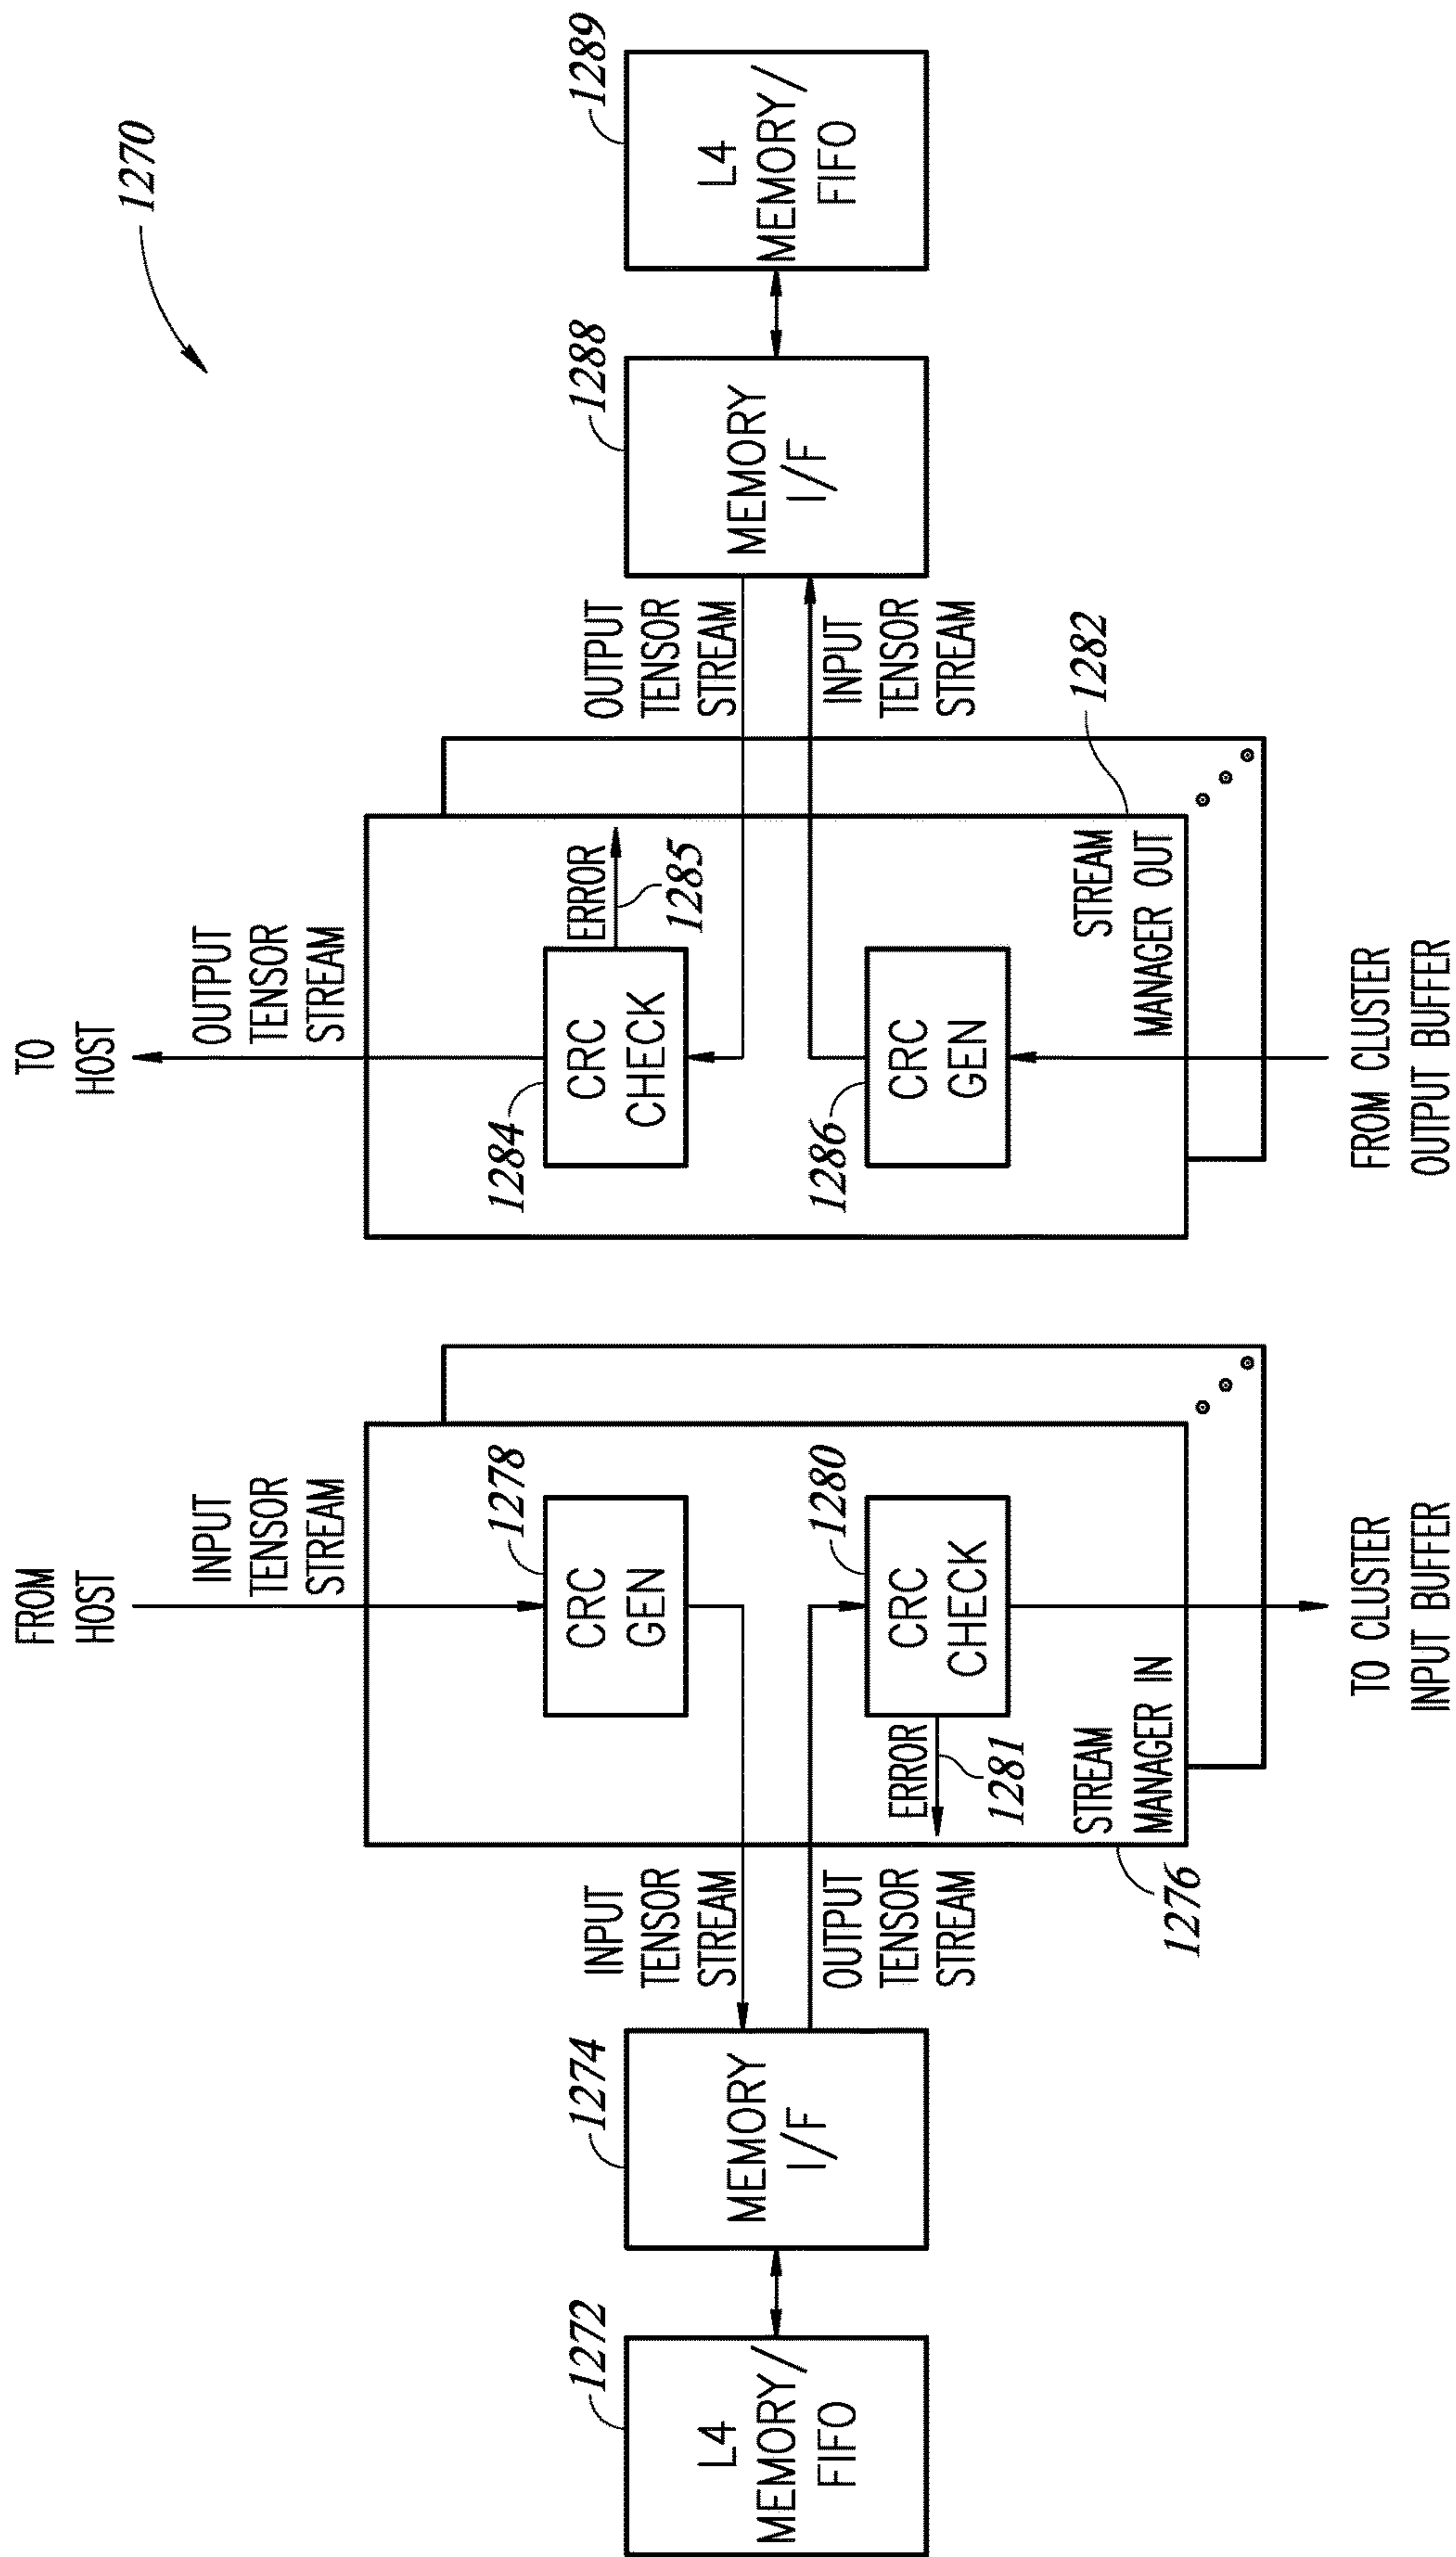 1270
FROM
HOST
INPUT
TENSOR
STREAM
TO
HOST
OUTPUT
TENSOR
STREAM
1272
L4
MEMORY/
FIFO
1274
MEMORY
I/F
INPUT
TENSOR
STREAM
OUTPUT
TENSOR
STREAM
1276
1278
CRC
GEN
1280
CRC
CHECK
ERROR
1281
STREAM
MANAGER IN
TO CLUSTER
INPUT BUFFER
1284
CRC
CHECK
ERROR
1285
1286
CRC
GEN
STREAM
MANAGER OUT
1282
FROM CLUSTER
OUTPUT BUFFER
OUTPUT
TENSOR
STREAM
INPUT
TENSOR
STREAM
1288
MEMORY
I/F
1289
L4
MEMORY/
FIFO